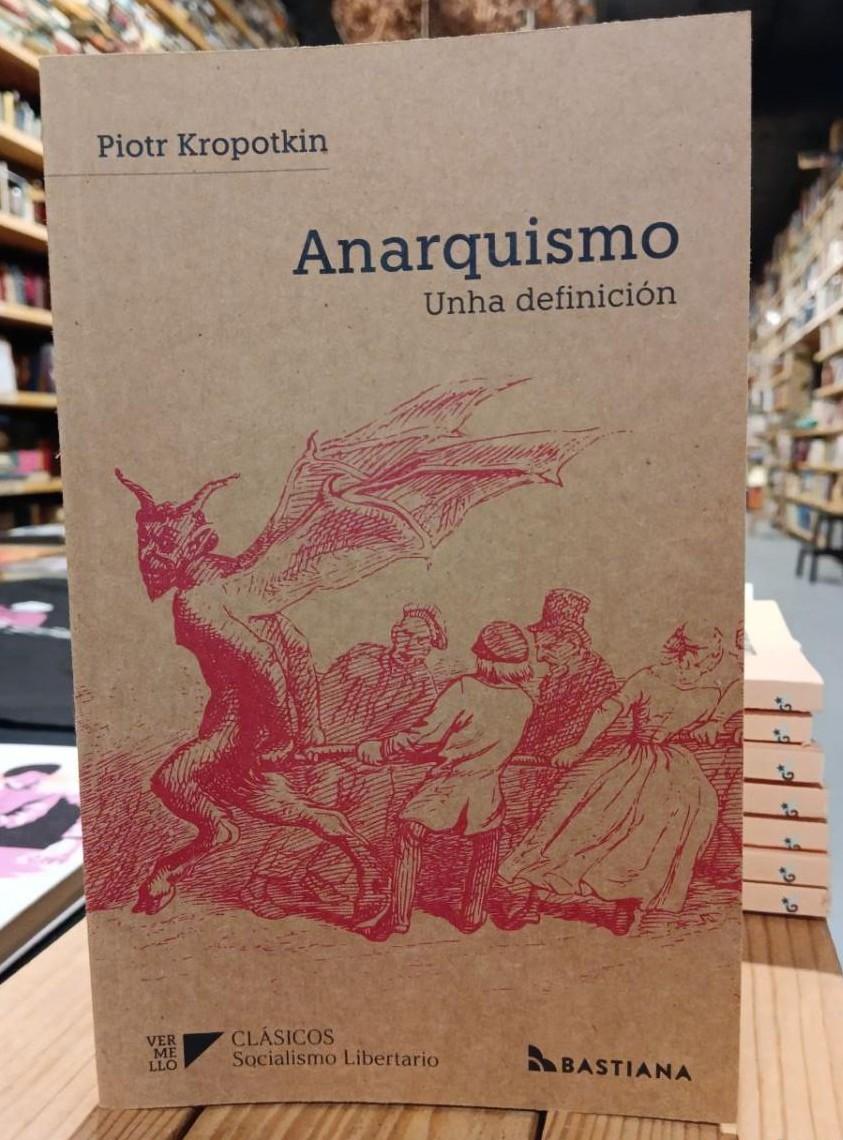 Piotr Kropotkin
Anarquismo
Unha definición
VER
ME
LLO
CLÁSICOS
Socialismo Libertario
BASTIANA